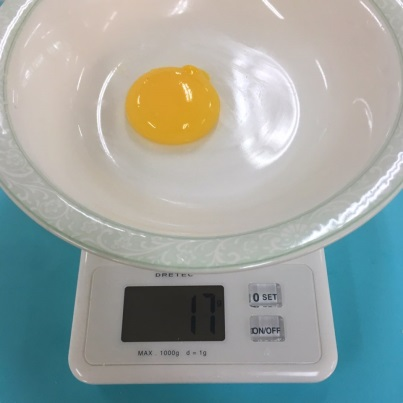 DRETEC
17g
0 SET
ON/OFF
MAX . 1000g d = 1g